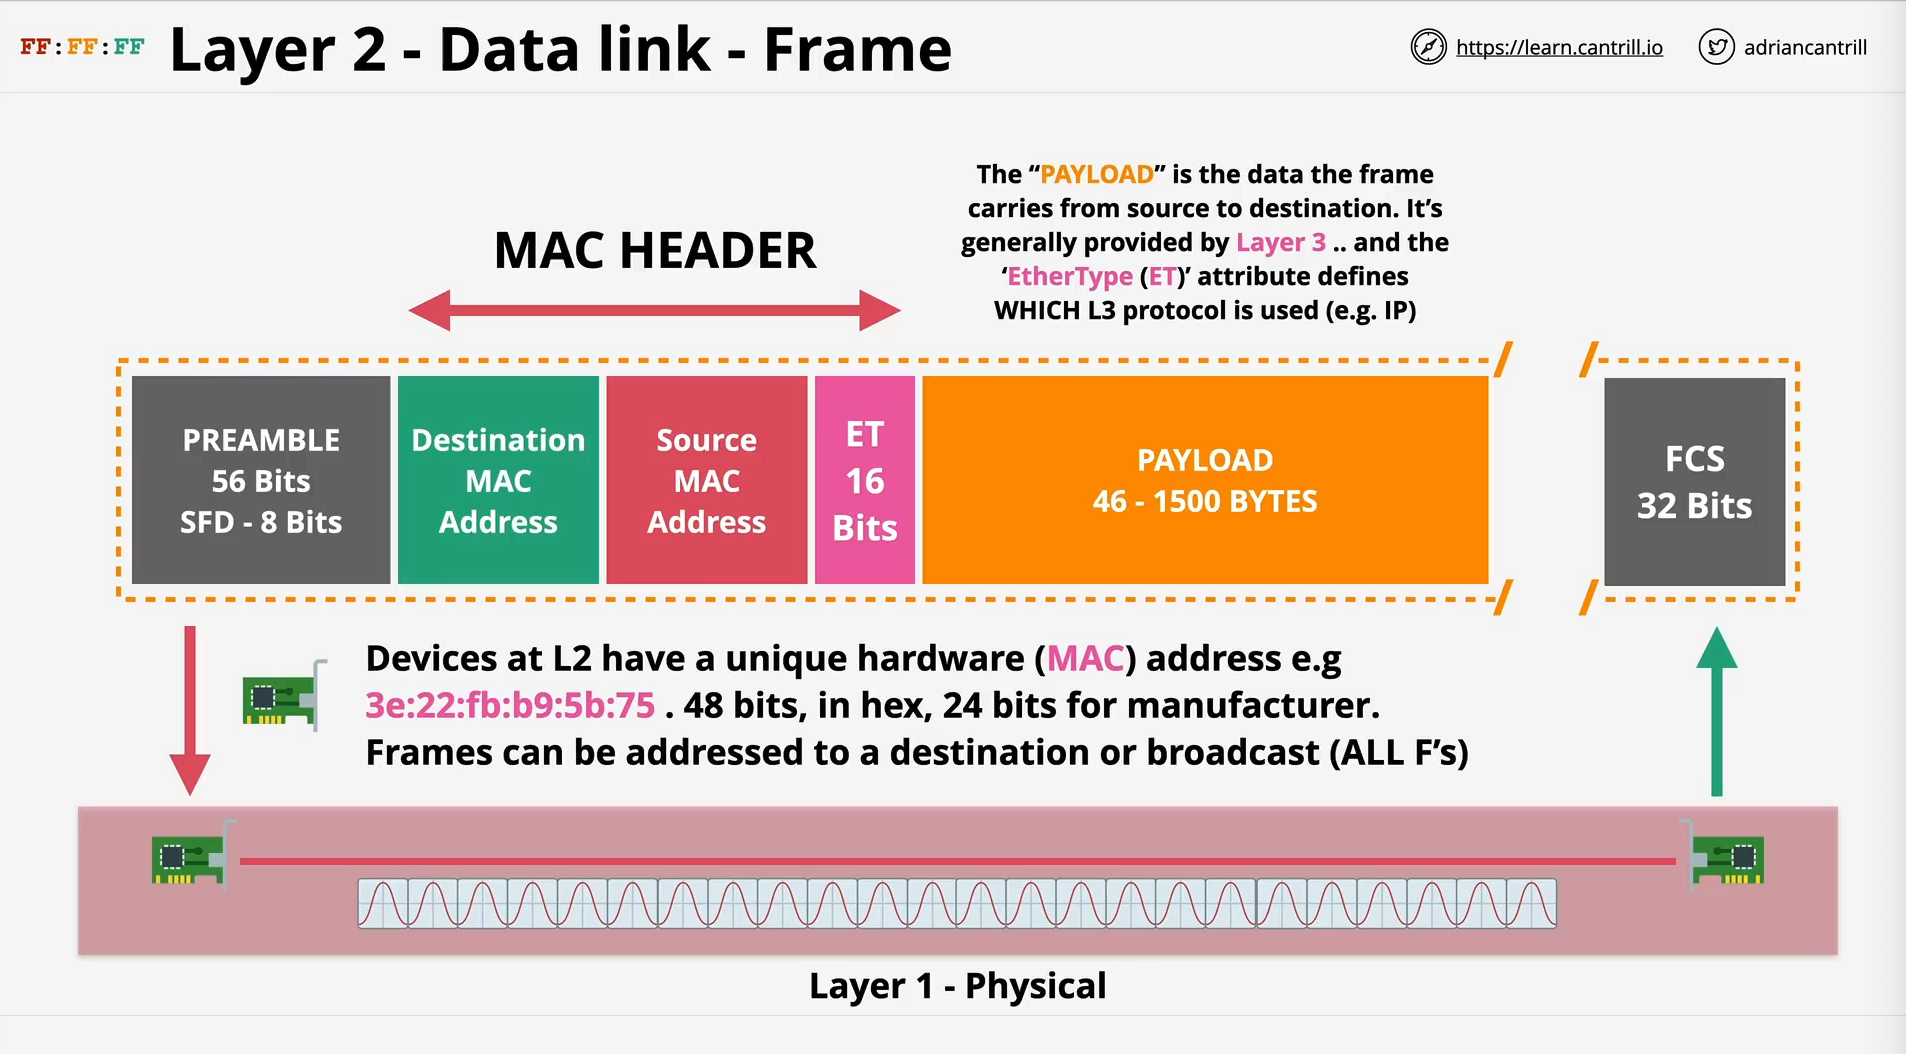 FF:FF:FF
Layer 2 - Data link - Frame
https://learn.cantrill.io
adriancantrill
The “PAYLOAD” is the data the frame
carries from source to destination. It’s
generally provided by Layer 3 .. and the
‘EtherType (ET)’ attribute defines
WHICH L3 protocol is used (e.g. IP)
MAC HEADER
PREAMBLE
56 Bits
SFD - 8 Bits
Destination
MAC
Address
Source
MAC
Address
ET
16
Bits
PAYLOAD
46 - 1500 BYTES
FCS
32 Bits
Devices at L2 have a unique hardware (MAC) address e.g
3e:22:fb:b9:5b:75 . 48 bits, in hex, 24 bits for manufacturer.
Frames can be addressed to a destination or broadcast (ALL F’s)
Layer 1 - Physical